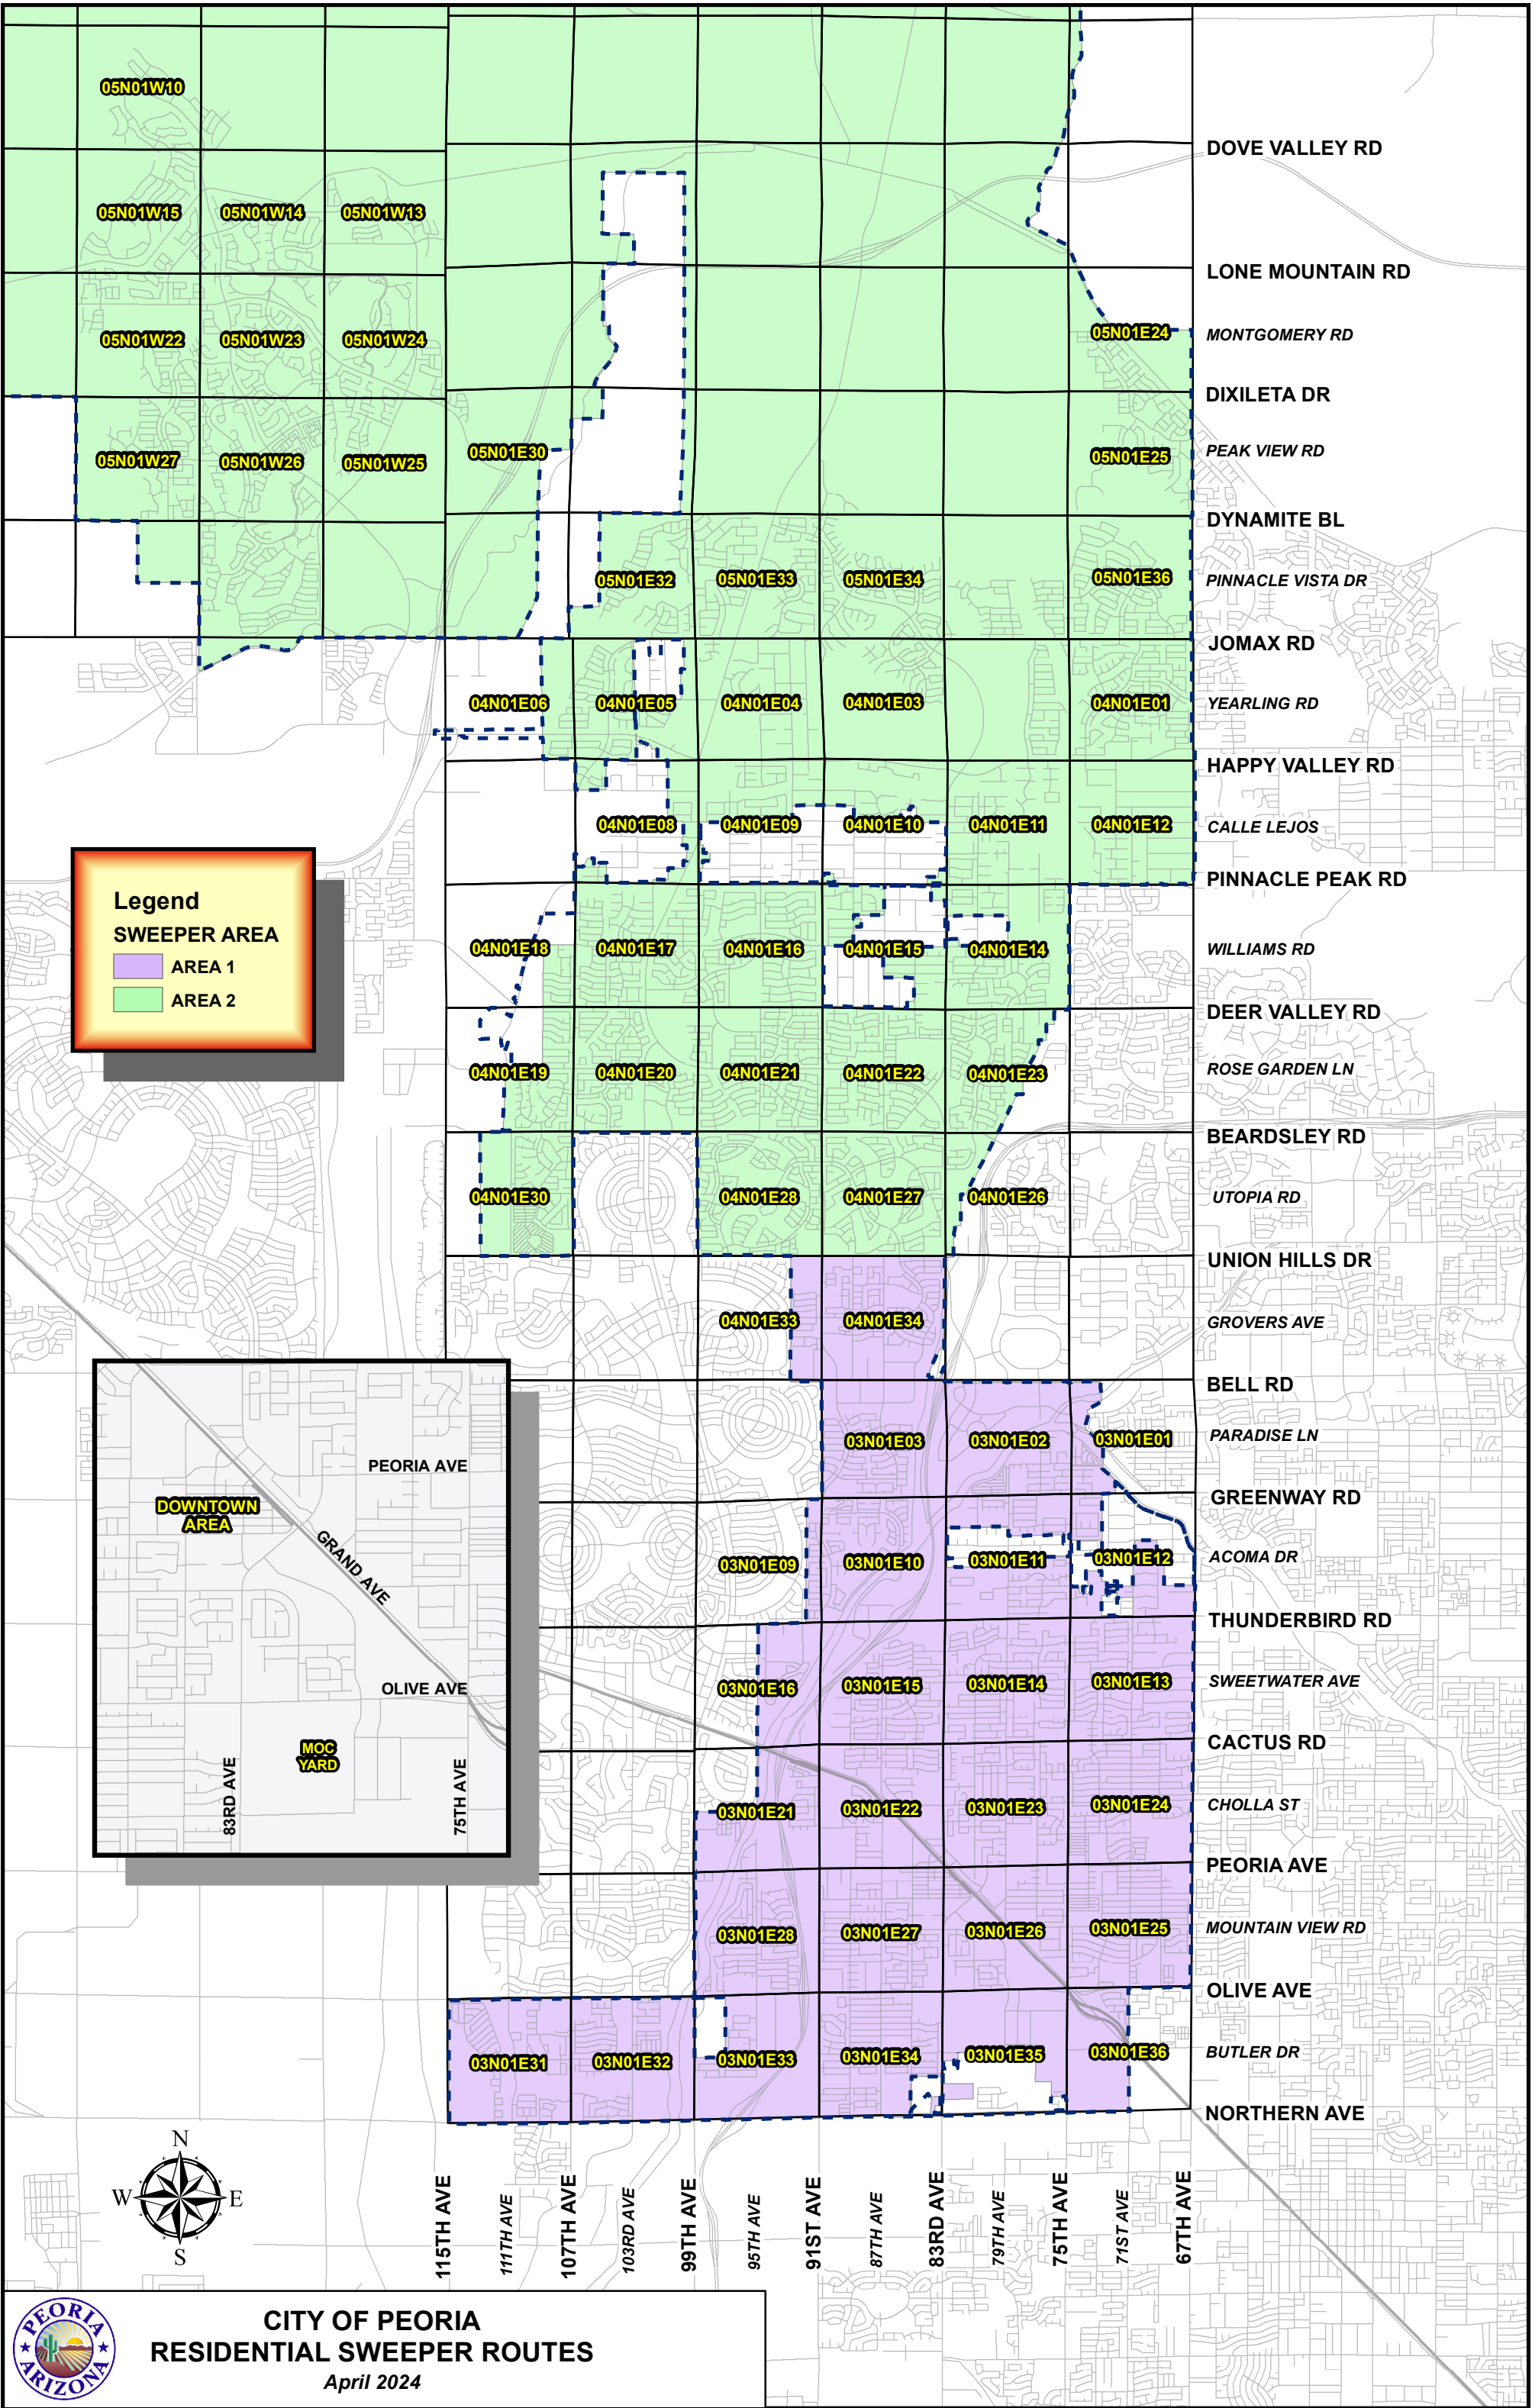 05N01W10
DOVE VALLEY RD
05N01W15
05N01W14
05N01W13
LONE MOUNTAIN RD
05N01E24
MONTGOMERY RD
05N01W22
05N01W23
05N01W24
DIXILETA DR
05N01E30
05N01E25
PEAK VIEW RD
05N01W27
05N01W26
05N01W25
DYNAMITE BL
05N01E32
05N01E33
05N01E34
05N01E36
PINNACLE VISTA DR
JOMAX RD
04N01E06
04N01E05
04N01E04
04N01E03
04N01E01
YEARLING RD
HAPPY VALLEY RD
04N01E08
04N01E09
04N01E10
04N01E11
04N01E12
CALLE LEJOS
PINNACLE PEAK RD
Legend
SWEEPER AREA
AREA 1
AREA 2
04N01E18
04N01E17
04N01E16
04N01E15
04N01E14
WILLIAMS RD
DEER VALLEY RD
04N01E19
04N01E20
04N01E21
04N01E22
04N01E23
ROSE GARDEN LN
BEARDSLEY RD
04N01E30
04N01E28
04N01E27
04N01E26
UTOPIA RD
UNION HILLS DR
04N01E33
04N01E34
GROVERS AVE
BELL RD
03N01E03
03N01E02
03N01E01
PARADISE LN
GREENWAY RD
03N01E09
03N01E10
03N01E11
03N01E12
ACOMA DR
THUNDERBIRD RD
03N01E16
03N01E15
03N01E14
03N01E13
SWEETWATER AVE
CACTUS RD
03N01E21
03N01E22
03N01E23
03N01E24
CHOLLA ST
PEORIA AVE
03N01E28
03N01E27
03N01E26
03N01E25
MOUNTAIN VIEW RD
OLIVE AVE
03N01E31
03N01E32
03N01E33
03N01E34
03N01E35
03N01E36
BUTLER DR
NORTHERN AVE
PEORIA AVE
DOWNTOWN
AREA
GRAND AVE
OLIVE AVE
MOC
YARD
83RD AVE
75TH AVE
N
W
E
S
115TH AVE
111TH AVE
107TH AVE
103RD AVE
99TH AVE
95TH AVE
91ST AVE
87TH AVE
83RD AVE
79TH AVE
75TH AVE
71ST AVE
67TH AVE
PEORIA
ARIZONA
CITY OF PEORIA
RESIDENTIAL SWEEPER ROUTES
April 2024